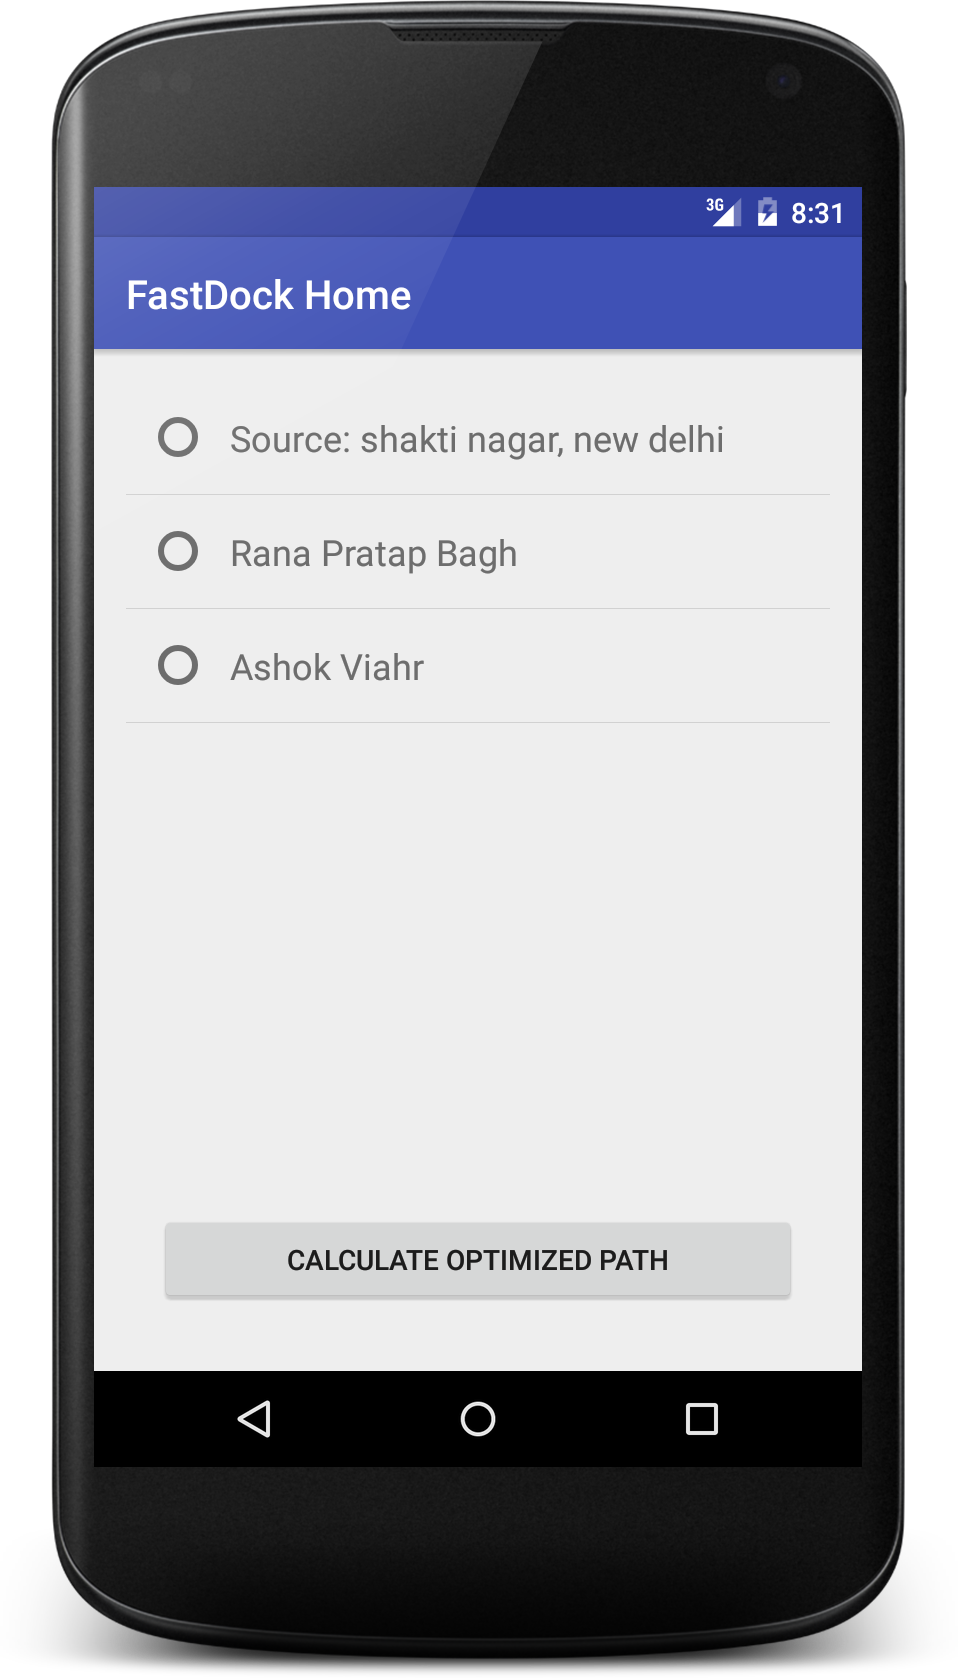 3G 8:31
FastDock Home
Source: shakti nagar, new delhi
Rana Pratap Bagh
Ashok Viahr
CALCULATE OPTIMIZED PATH